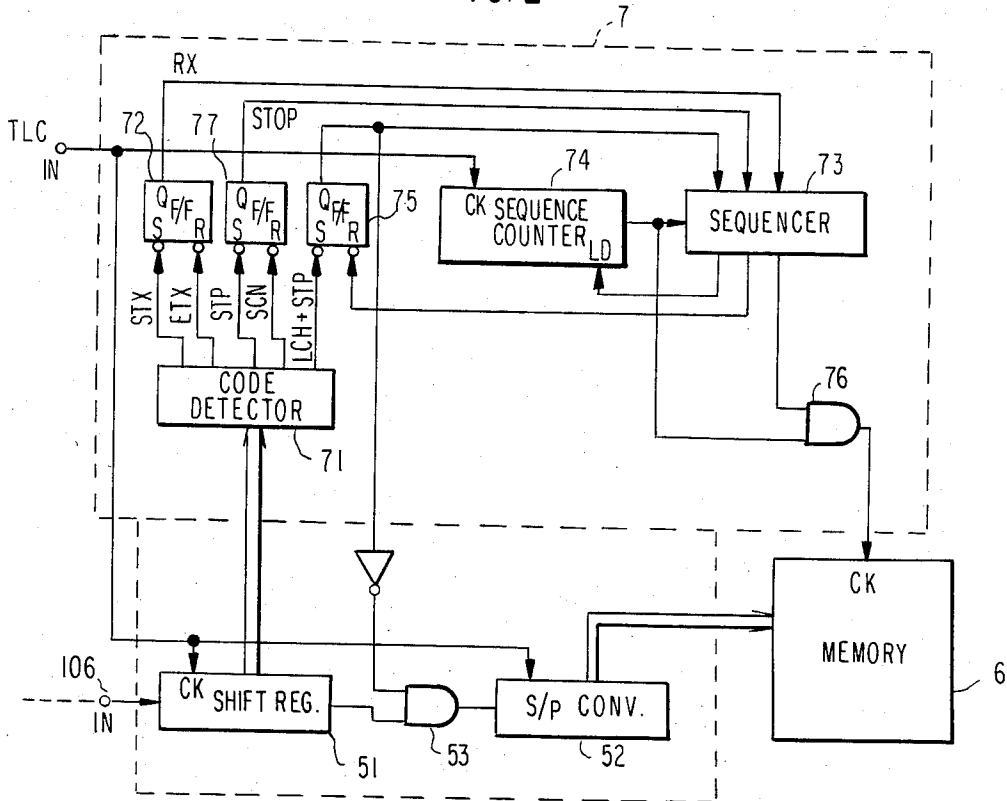 7
RX
72
77
STOP
TLC
IN
74
73
Q F/F S R
Q F/F S R
Q F/F S R
75
CK SEQUENCE
COUNTER LD
SEQUENCER
STX
ETX
STP
SCN
LCH+STP
76
CODE
DETECTOR
71
CK
MEMORY
6
106
IN
CK SHIFT REG.
51
53
S/P CONV.
52